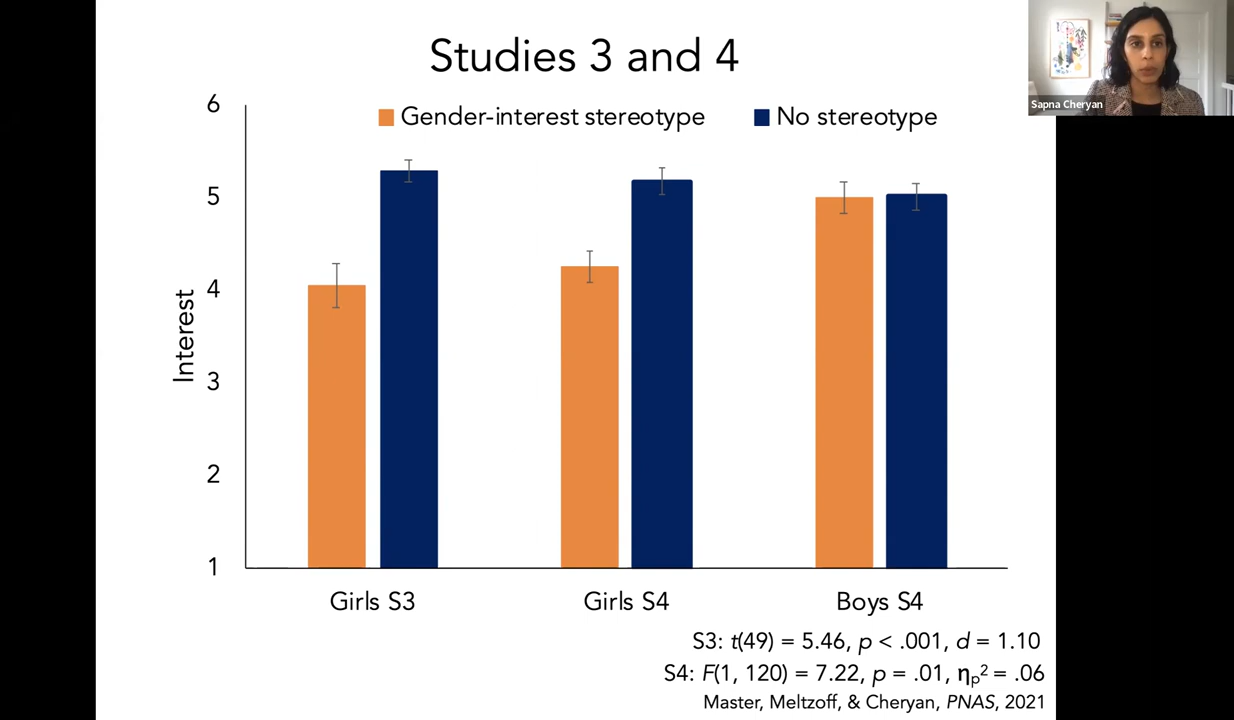 Studies 3 and 4
Sapna Cheryan
Gender-interest stereotype No stereotype
6
5
4
3
2
1
Interest
Girls S3 Girls S4 Boys S4
S3: t(49) = 5.46, p < .001, d = 1.10
S4: F(1, 120) = 7.22, p = .01, ηp² = .06
Master, Meltzoff, & Cheryan, PNAS, 2021